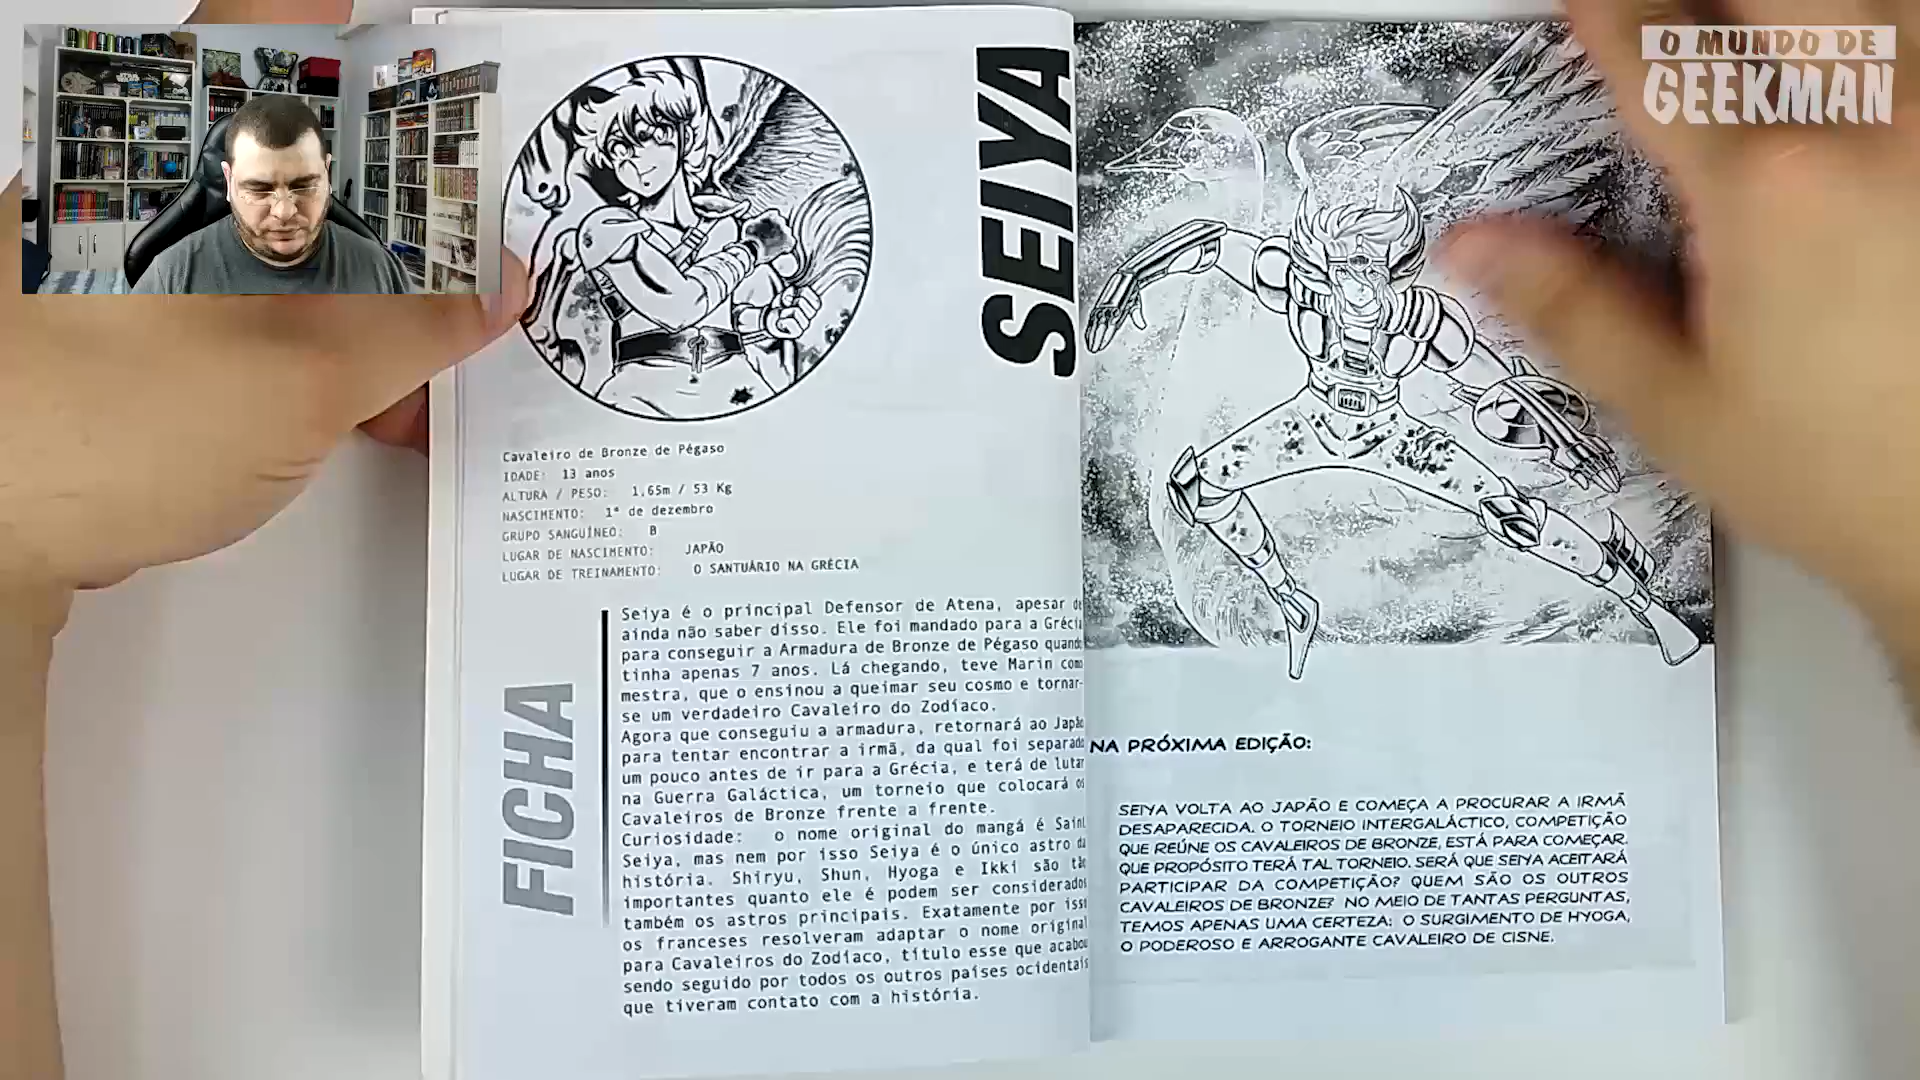 O MUNDO DE
GEEKMAN
SEIYA
Cavaleiro de Bronze de Pégaso
IDADE: 13 anos
ALTURA / PESO: 1,65m / 53 Kg
NASCIMENTO: 1º de dezembro
GRUPO SANGUÍNEO: B
LUGAR DE NASCIMENTO: JAPÃO
LUGAR DE TREINAMENTO: O SANTUÁRIO NA GRÉCIA
FICHA
Seiya é o principal Defensor de Atena, apesar de
ainda não saber disso. Ele foi mandado para a Grécia
para conseguir a Armadura de Bronze de Pégaso quando
tinha apenas 7 anos. Lá chegando, teve Marin como
mestra, que o ensinou a queimar seu cosmo e tornar-
se um verdadeiro Cavaleiro do Zodíaco.
Agora que conseguiu a armadura, retornará ao Japão
para tentar encontrar a irmã, da qual foi separado
um pouco antes de ir para a Grécia, e terá de lutar
na Guerra Galáctica, um torneio que colocará os
Cavaleiros de Bronze frente a frente.
Curiosidade: o nome original do mangá é Saint
Seiya, mas nem por isso Seiya é o único astro da
história. Shiryu, Shun, Hyoga e Ikki são tão
importantes quanto ele é podem ser considerados
também os astros principais. Exatamente por isso
os franceses resolveram adaptar o nome original
para Cavaleiros do Zodíaco, título esse que acabou
sendo seguido por todos os outros países ocidentais
que tiveram contato com a história.
NA PRÓXIMA EDIÇÃO:
SEIYA VOLTA AO JAPÃO E COMEÇA A PROCURAR A IRMÃ
DESAPARECIDA. O TORNEIO INTERGALÁCTICO, COMPETIÇÃO
QUE REÚNE OS CAVALEIROS DE BRONZE, ESTÁ PARA COMEÇAR.
QUE PROPÓSITO TERÁ TAL TORNEIO. SERÁ QUE SEIYA ACEITARÁ
PARTICIPAR DA COMPETIÇÃO? QUEM SÃO OS OUTROS
CAVALEIROS DE BRONZE? NO MEIO DE TANTAS PERGUNTAS,
TEMOS APENAS UMA CERTEZA: O SURGIMENTO DE HYOGA,
O PODEROSO E ARROGANTE CAVALEIRO DE CISNE.